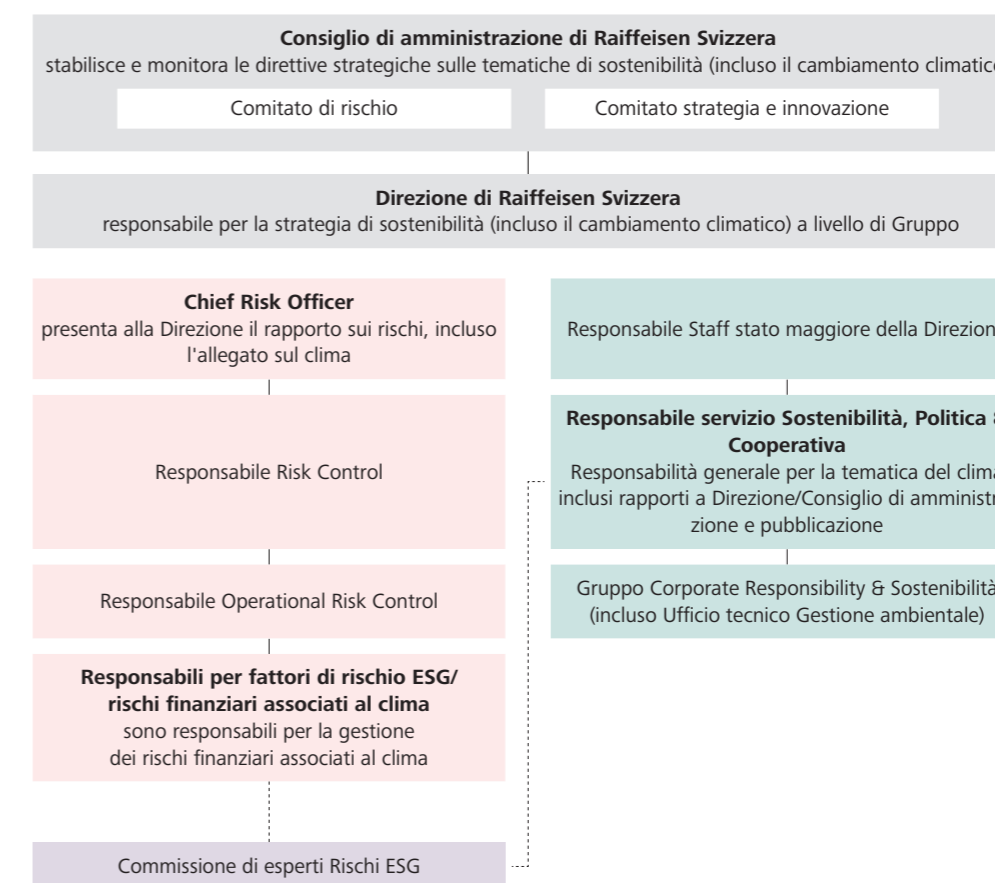 Consiglio di amministrazione di Raiffeisen Svizzera
stabilisce e monitora le direttive strategiche sulle tematiche di sostenibilità (incluso il cambiamento climatico
Comitato di rischio
Comitato strategia e innovazione
Direzione di Raiffeisen Svizzera
responsabile per la strategia di sostenibilità (incluso il cambiamento climatico) a livello di Gruppo
Chief Risk Officer
presenta alla Direzione il rapporto sui rischi, incluso
l'allegato sul clima
Responsabile Risk Control
Responsabile Operational Risk Control
Responsabili per fattori di rischio ESG/
rischi finanziari associati al clima
sono responsabili per la gestione
dei rischi finanziari associati al clima
Commissione di esperti Rischi ESG
Responsabile Staff stato maggiore della Direzion
Responsabile servizio Sostenibilità, Politica &
Cooperativa
Responsabilità generale per la tematica del clima
inclusi rapporti a Direzione/Consiglio di amministr
zione e pubblicazione
Gruppo Corporate Responsibility & Sostenibilità
(incluso Ufficio tecnico Gestione ambientale)